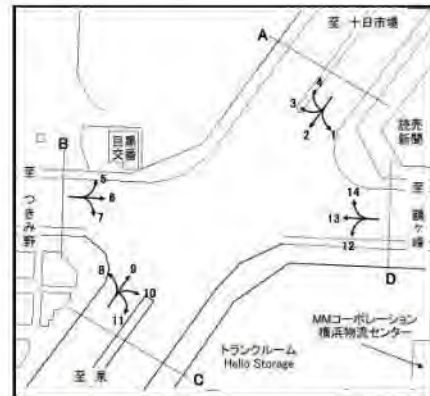 至 十日市場
A
4
3
2
1
目黒
交番
読売
新聞
B
至
つきみ野
5
6
7
14
13
12
至
鶴ヶ峰
8
9
10
11
D
MMコーポレーション
横浜物流センター
トランクルーム
Hello Storage
至 東
C